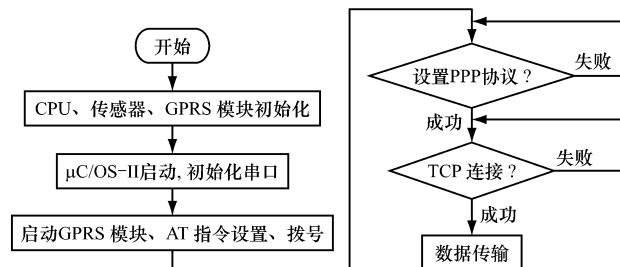 开始
CPU、传感器、GPRS 模块初始化
μC/OS-II启动, 初始化串口
启动GPRS 模块、AT 指令设置、拨号
设置PPP协议？
失败
成功
TCP 连接？
失败
成功
数据传输